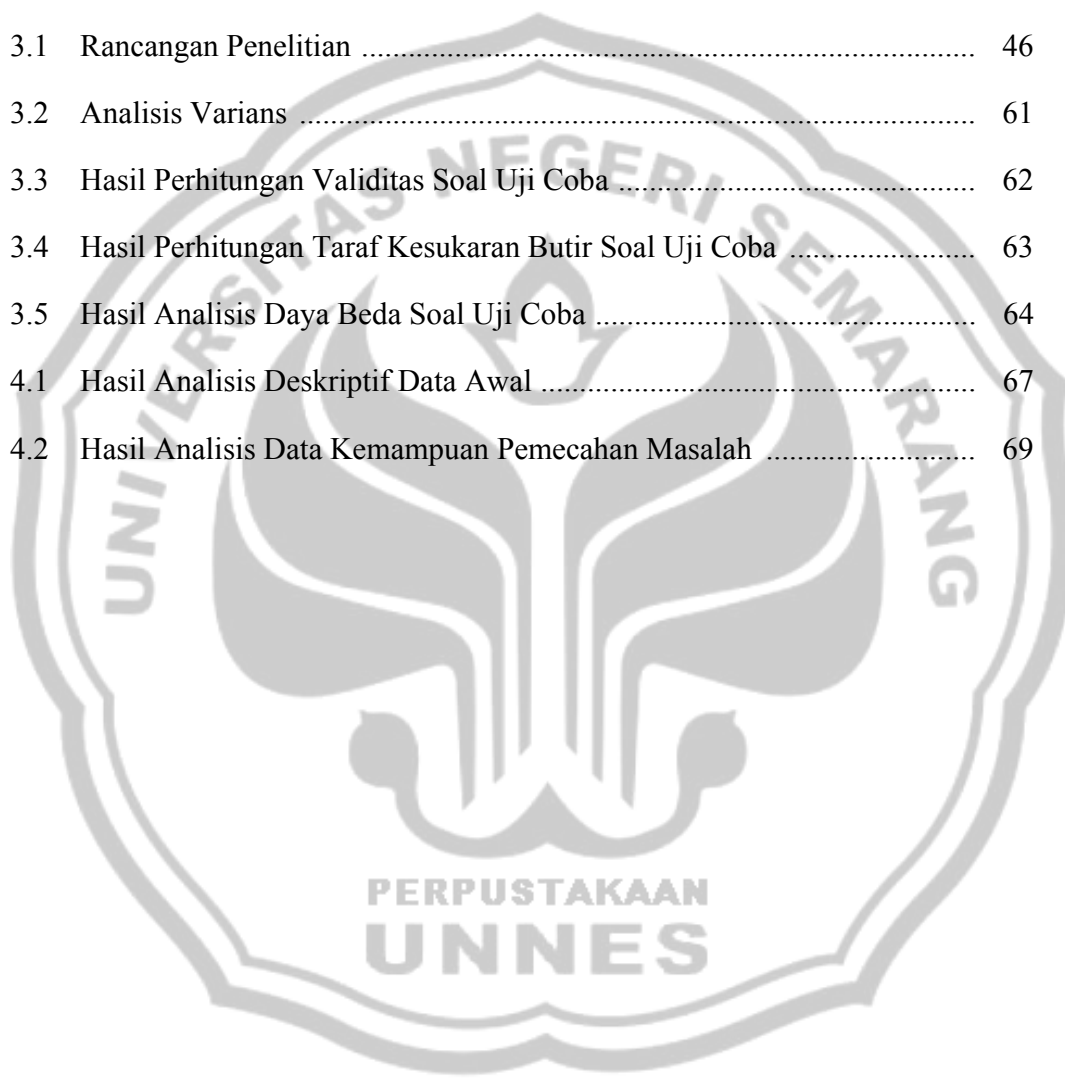 3.1 Rancangan Penelitian ........................................................................................ 46
3.2 Analisis Varians ................................................................................................. 61
3.3 Hasil Perhitungan Validitas Soal Uji Coba ................................................... 62
3.4 Hasil Perhitungan Taraf Kesukaran Butir Soal Uji Coba .......................... 63
3.5 Hasil Analisis Daya Beda Soal Uji Coba ...................................................... 64
4.1 Hasil Analisis Deskriptif Data Awal .............................................................. 67
4.2 Hasil Analisis Data Kemampuan Pemecahan Masalah .............................. 69
UNIVERSITAS NEGERI SEMARANG
PERPUSTAKAAN
UNNES